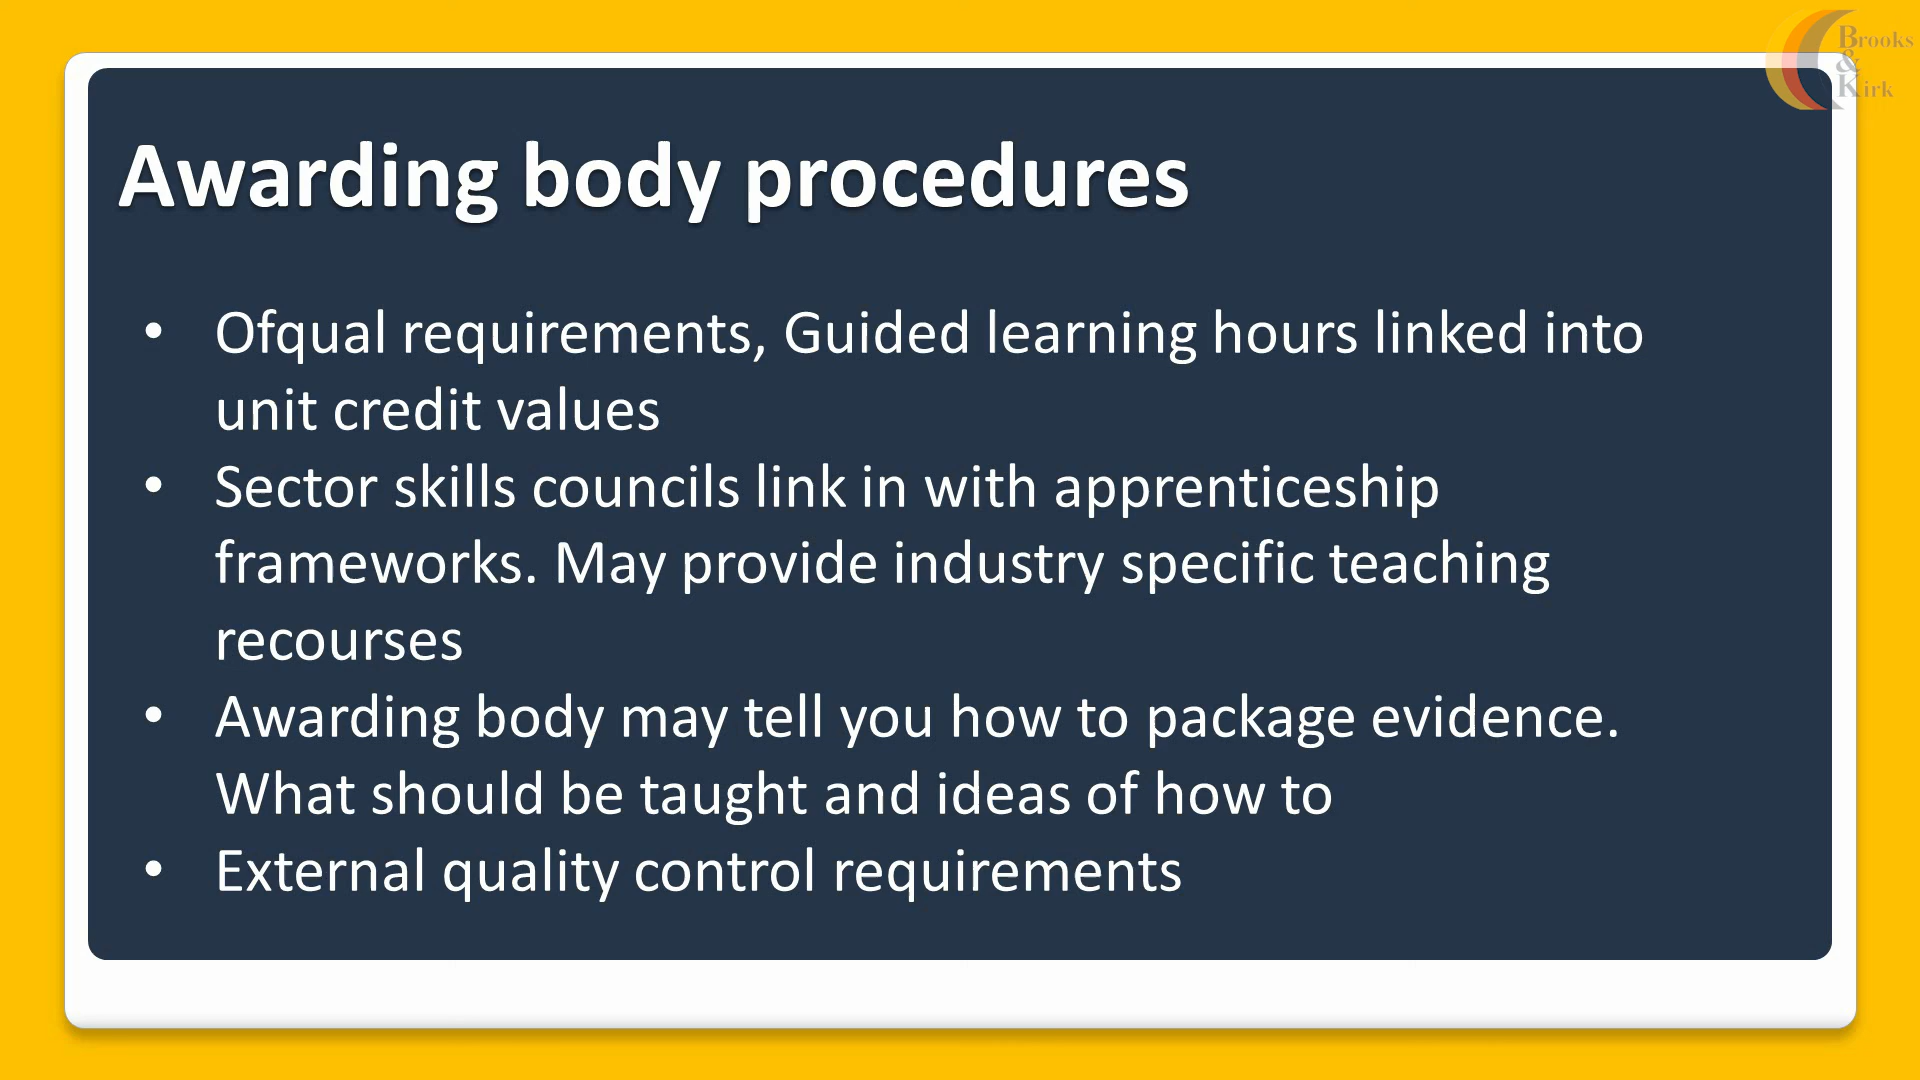 Brooks
&
Kirk
Awarding body procedures
• Ofqual requirements, Guided learning hours linked into
unit credit values
• Sector skills councils link in with apprenticeship
frameworks. May provide industry specific teaching
recourses
• Awarding body may tell you how to package evidence.
What should be taught and ideas of how to
• External quality control requirements